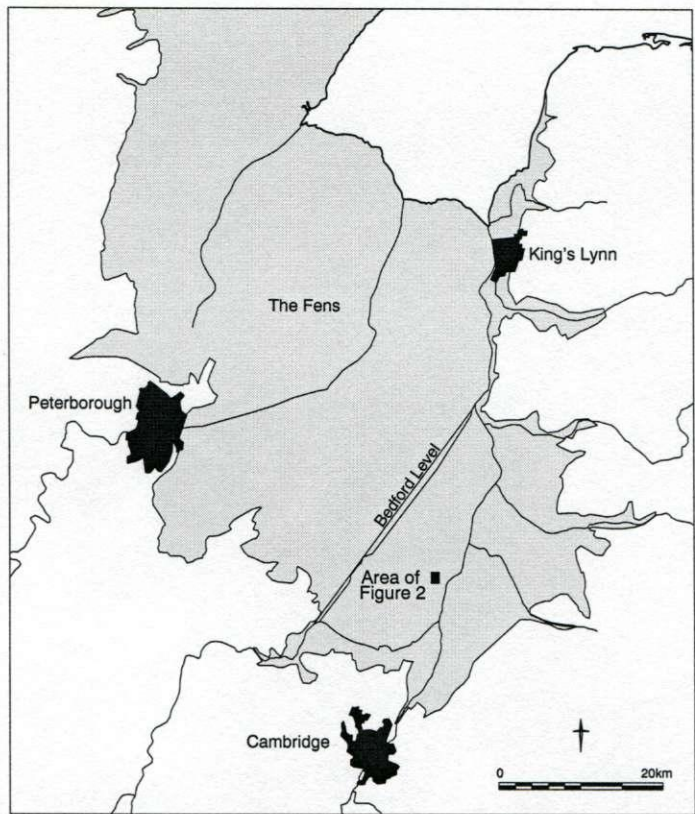 King's Lynn
The Fens
Peterborough
Bedford Level
Area of
Figure 2
Cambridge
0 20km